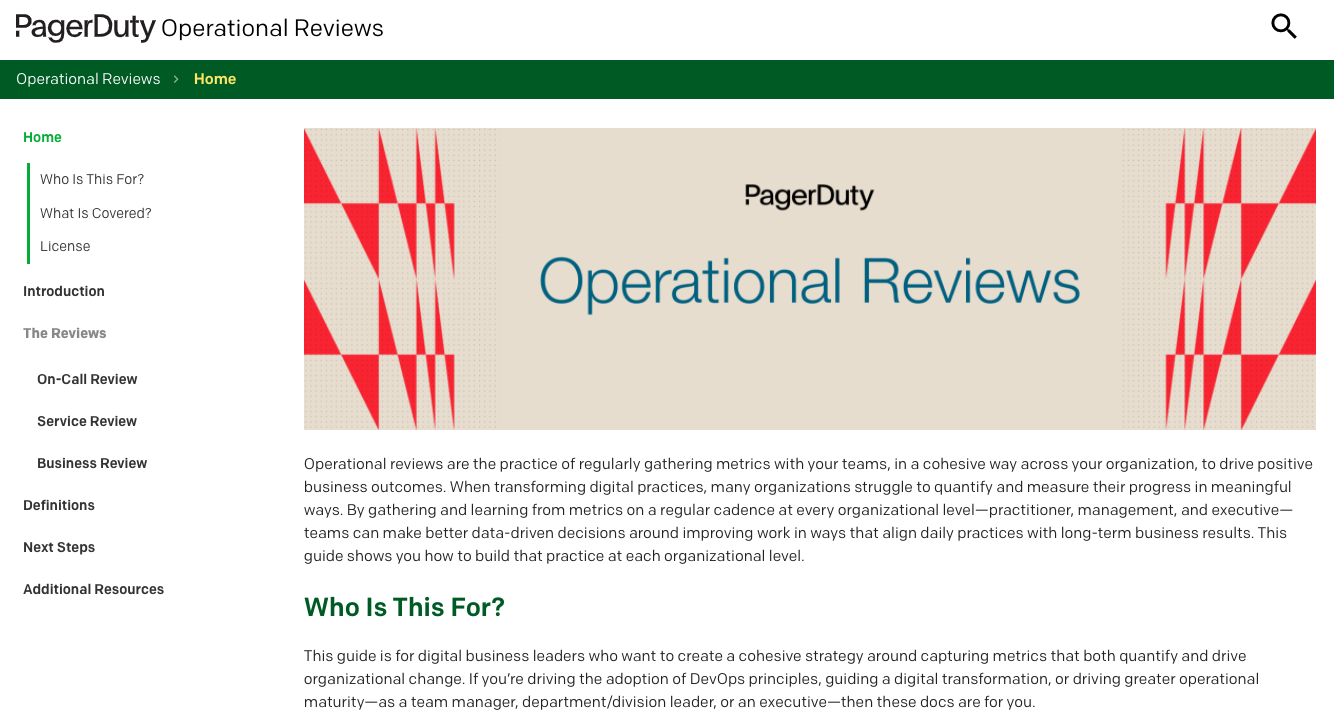 PagerDuty Operational Reviews
Operational Reviews › Home
Home
Who Is This For?
What Is Covered?
License
Introduction
The Reviews
On-Call Review
Service Review
Business Review
Definitions
Next Steps
Additional Resources
PagerDuty
Operational Reviews
Operational reviews are the practice of regularly gathering metrics with your teams, in a cohesive way across your organization, to drive positive
business outcomes. When transforming digital practices, many organizations struggle to quantify and measure their progress in meaningful
ways. By gathering and learning from metrics on a regular cadence at every organizational level—practitioner, management, and executive—
teams can make better data-driven decisions around improving work in ways that align daily practices with long-term business results. This
guide shows you how to build that practice at each organizational level.
Who Is This For?
This guide is for digital business leaders who want to create a cohesive strategy around capturing metrics that both quantify and drive
organizational change. If you’re driving the adoption of DevOps principles, guiding a digital transformation, or driving greater operational
maturity—as a team manager, department/division leader, or an executive—then these docs are for you.